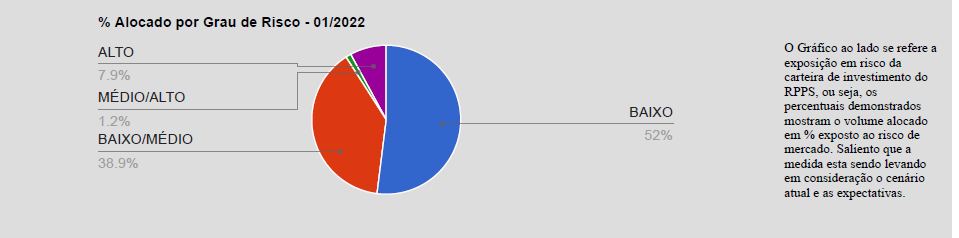 % Alocado por Grau de Risco - 01/2022
ALTO
7.9%
MÉDIO/ALTO
1.2%
BAIXO/MÉDIO
38.9%
BAIXO
52%
O Gráfico ao lado se refere a
exposição em risco da
carteira de investimento do
RPPS, ou seja, os
percentuais demonstrados
mostram o volume alocado
em % exposto ao risco de
mercado. Saliento que a
medida esta sendo levando
em consideração o cenário
atual e as expectativas.